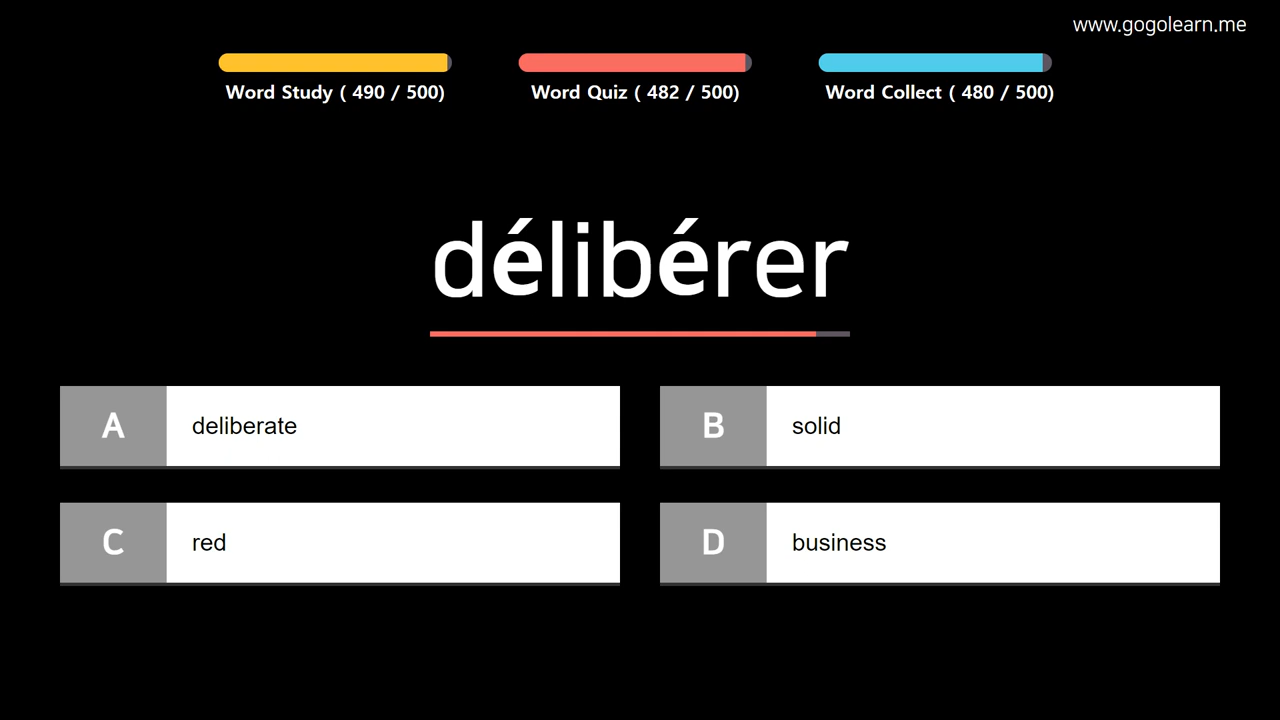 www.gogolearn.me
Word Study ( 490 / 500)
Word Quiz ( 482 / 500)
Word Collect ( 480 / 500)
délibérer
A deliberate
B solid
C red
D business